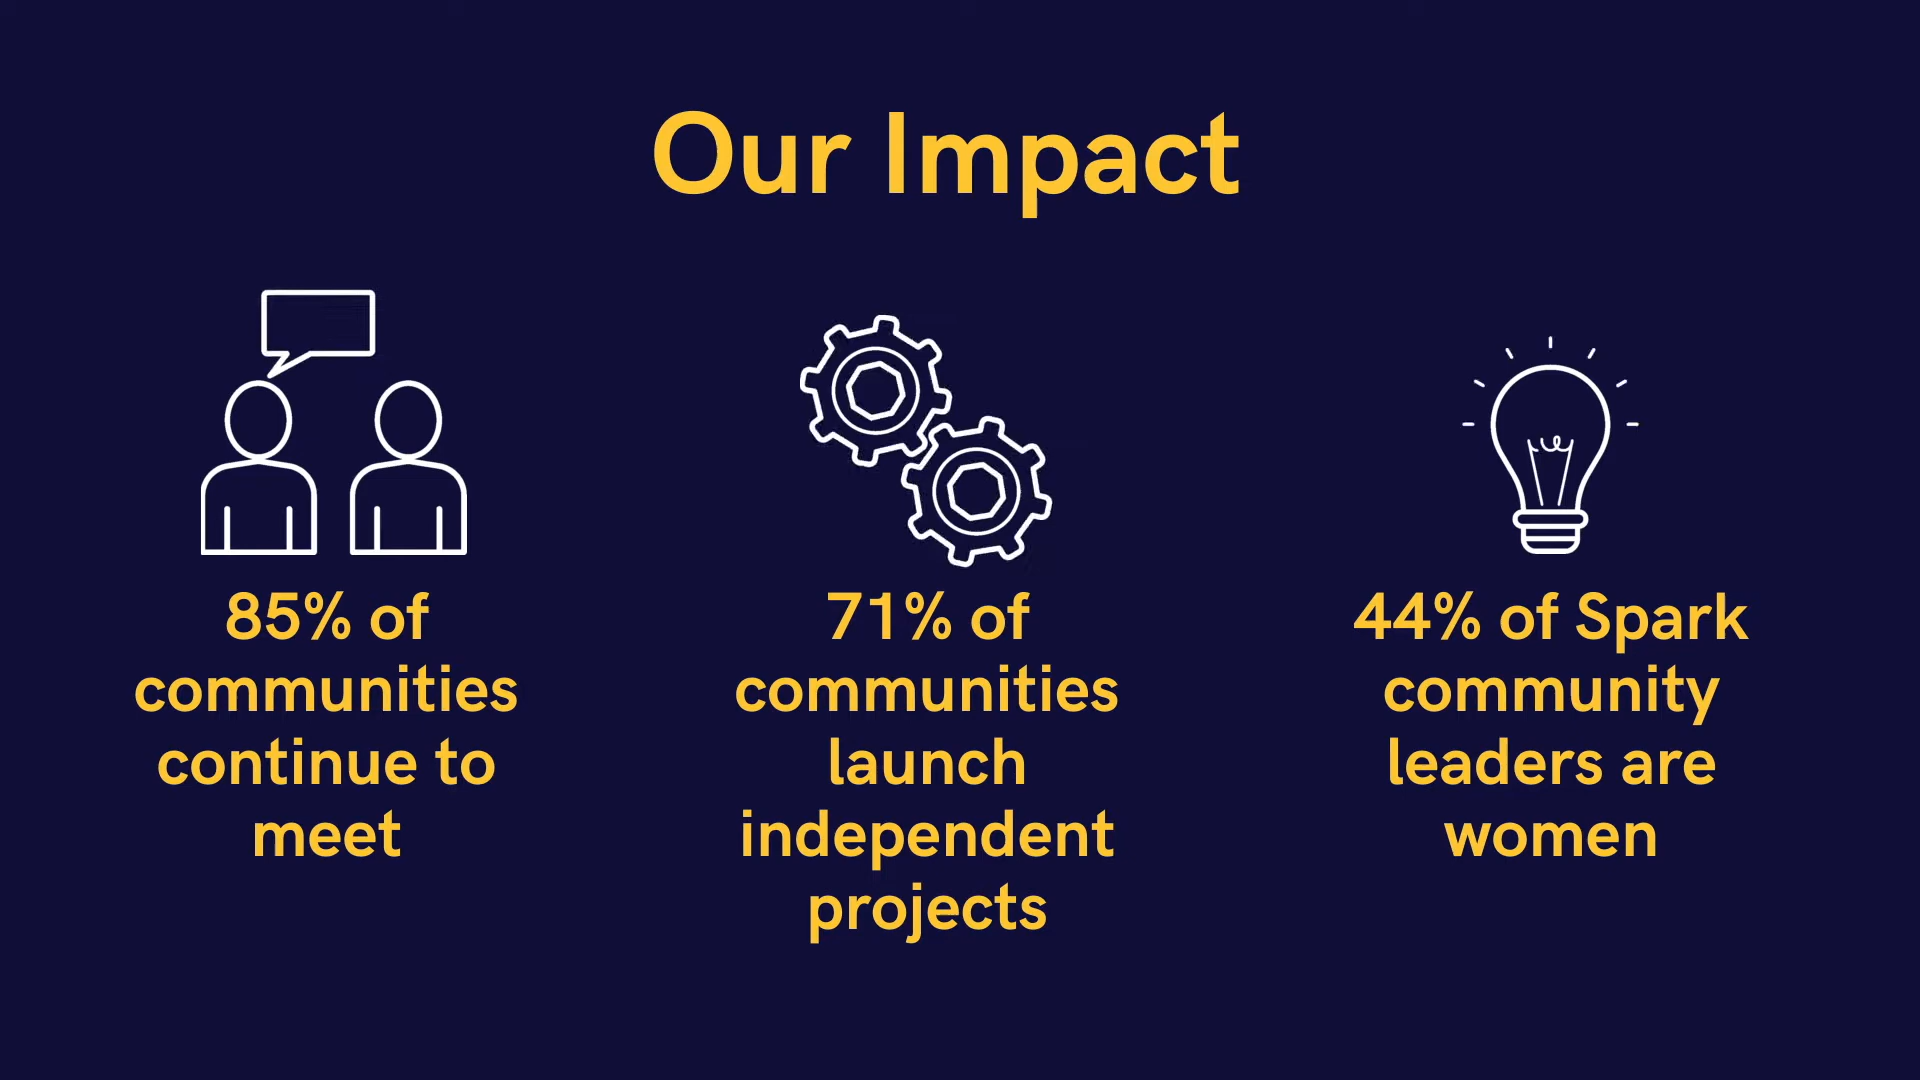 Our Impact
85% of
communities
continue to
meet
71% of
communities
launch
independent
projects
44% of Spark
community
leaders are
women